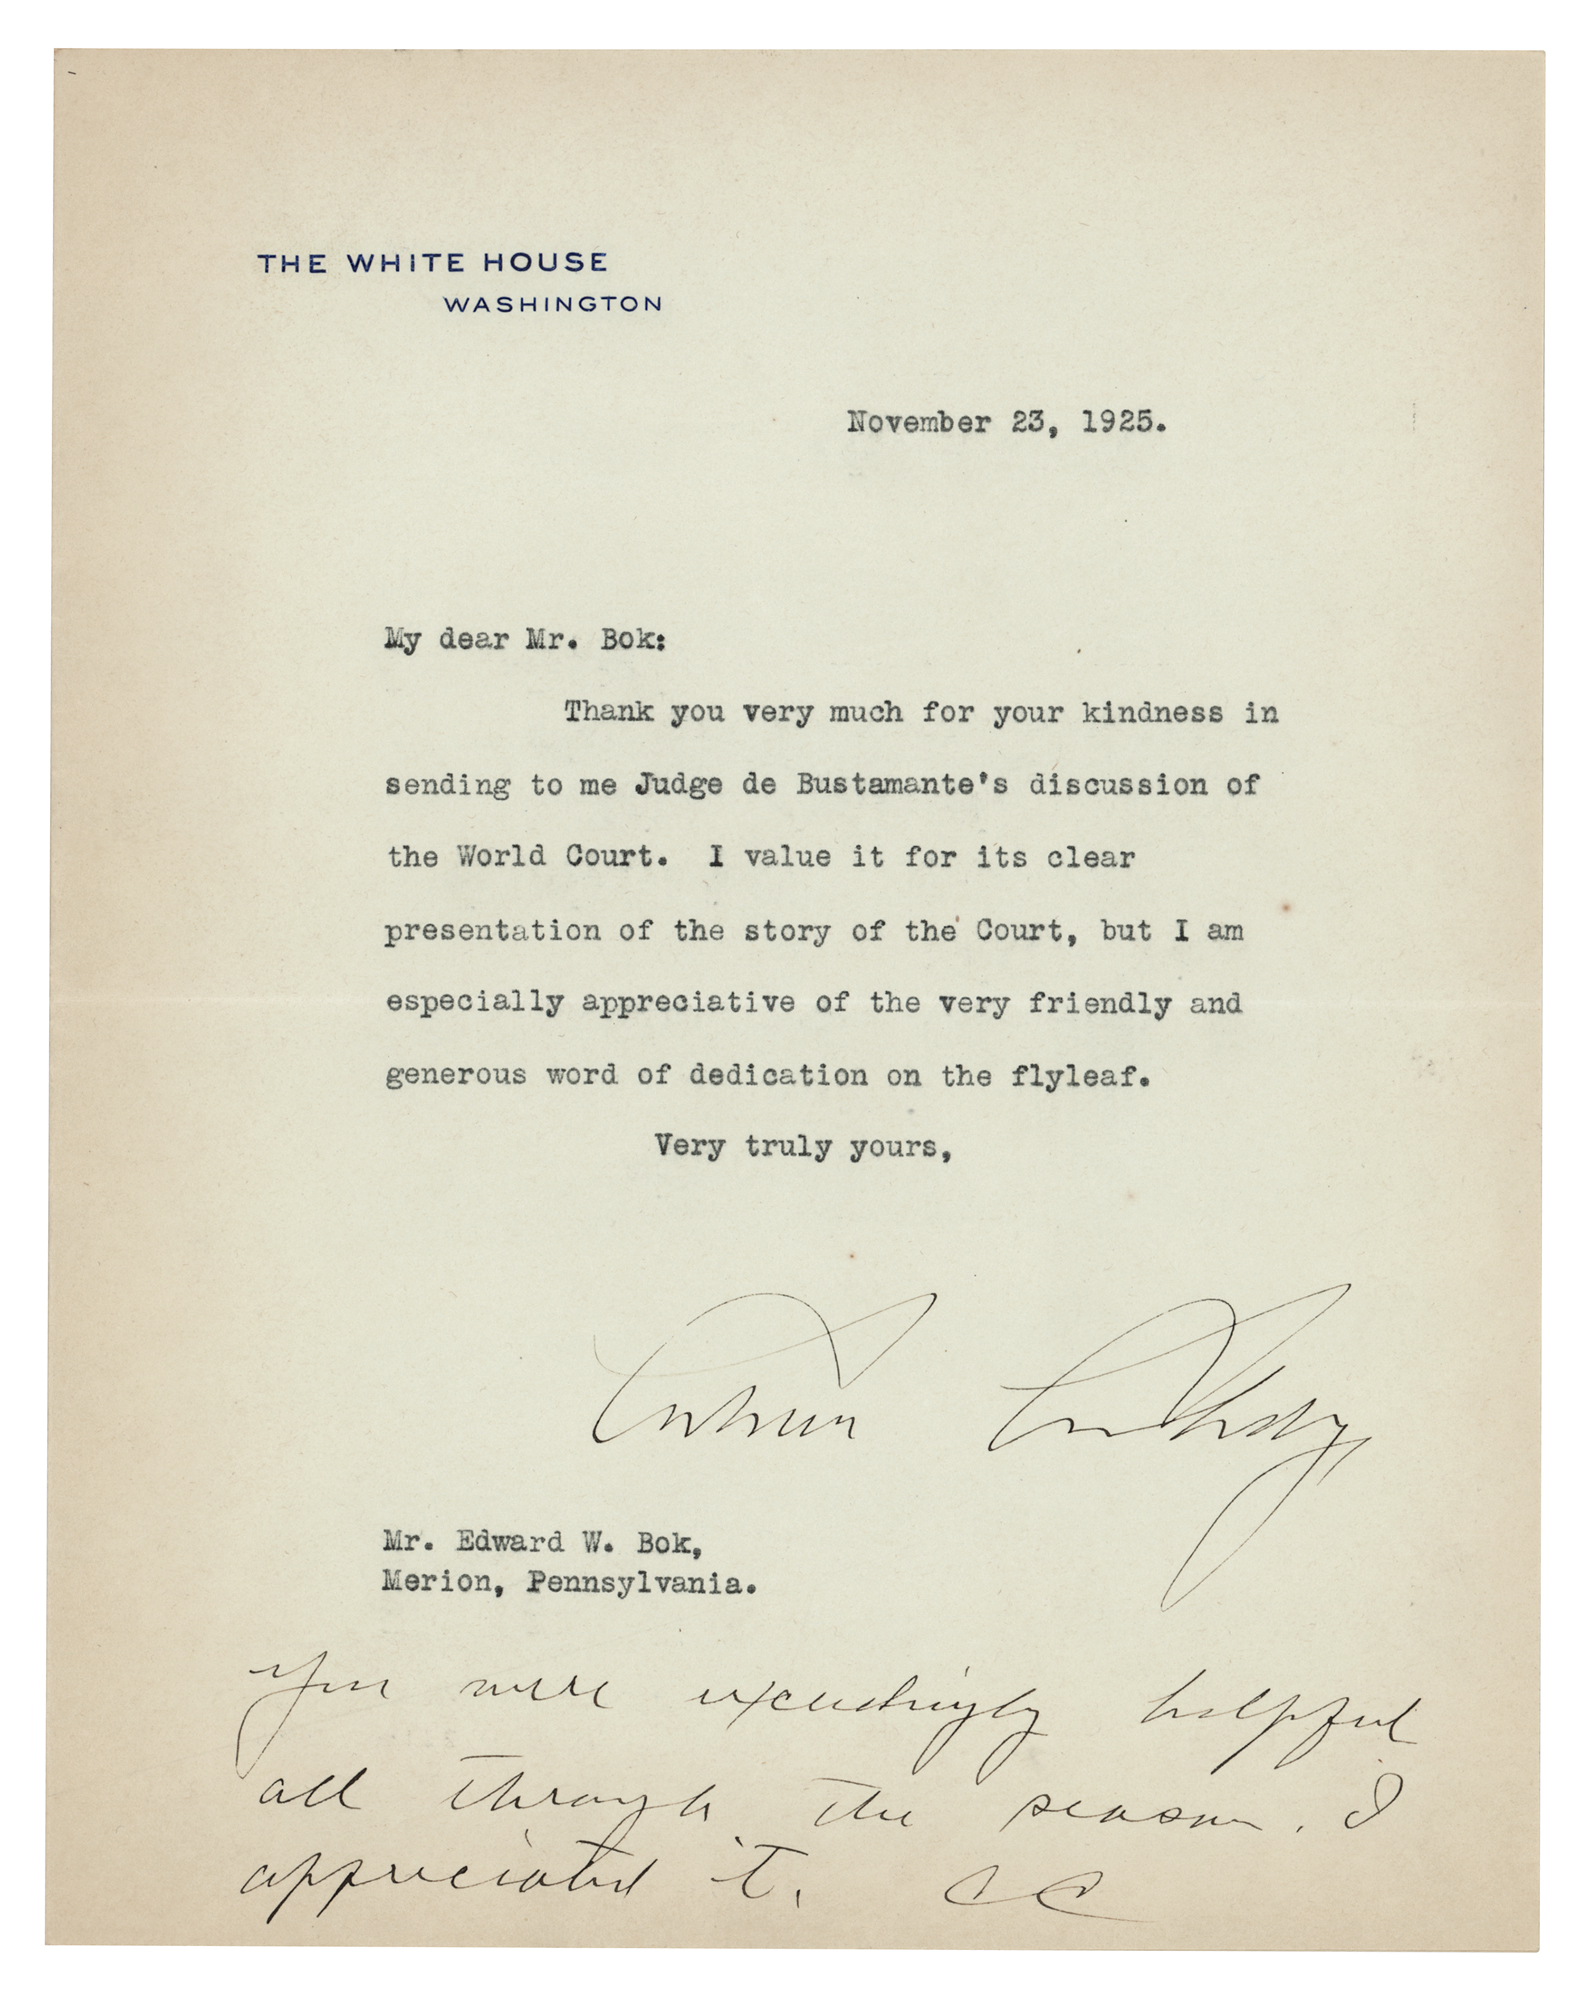 THE WHITE HOUSE
WASHINGTON
November 23, 1925.
My dear Mr. Bok:
Thank you very much for your kindness in
sending to me Judge de Bustamante's discussion of
the World Court. I value it for its clear
presentation of the story of the Court, but I am
especially appreciative of the very friendly and
generous word of dedication on the flyleaf.
Very truly yours,
Calvin Coolidge
Mr. Edward W. Bok,
Merion, Pennsylvania.
You were exceedingly helpful
all through the season. I
appreciated it. CC